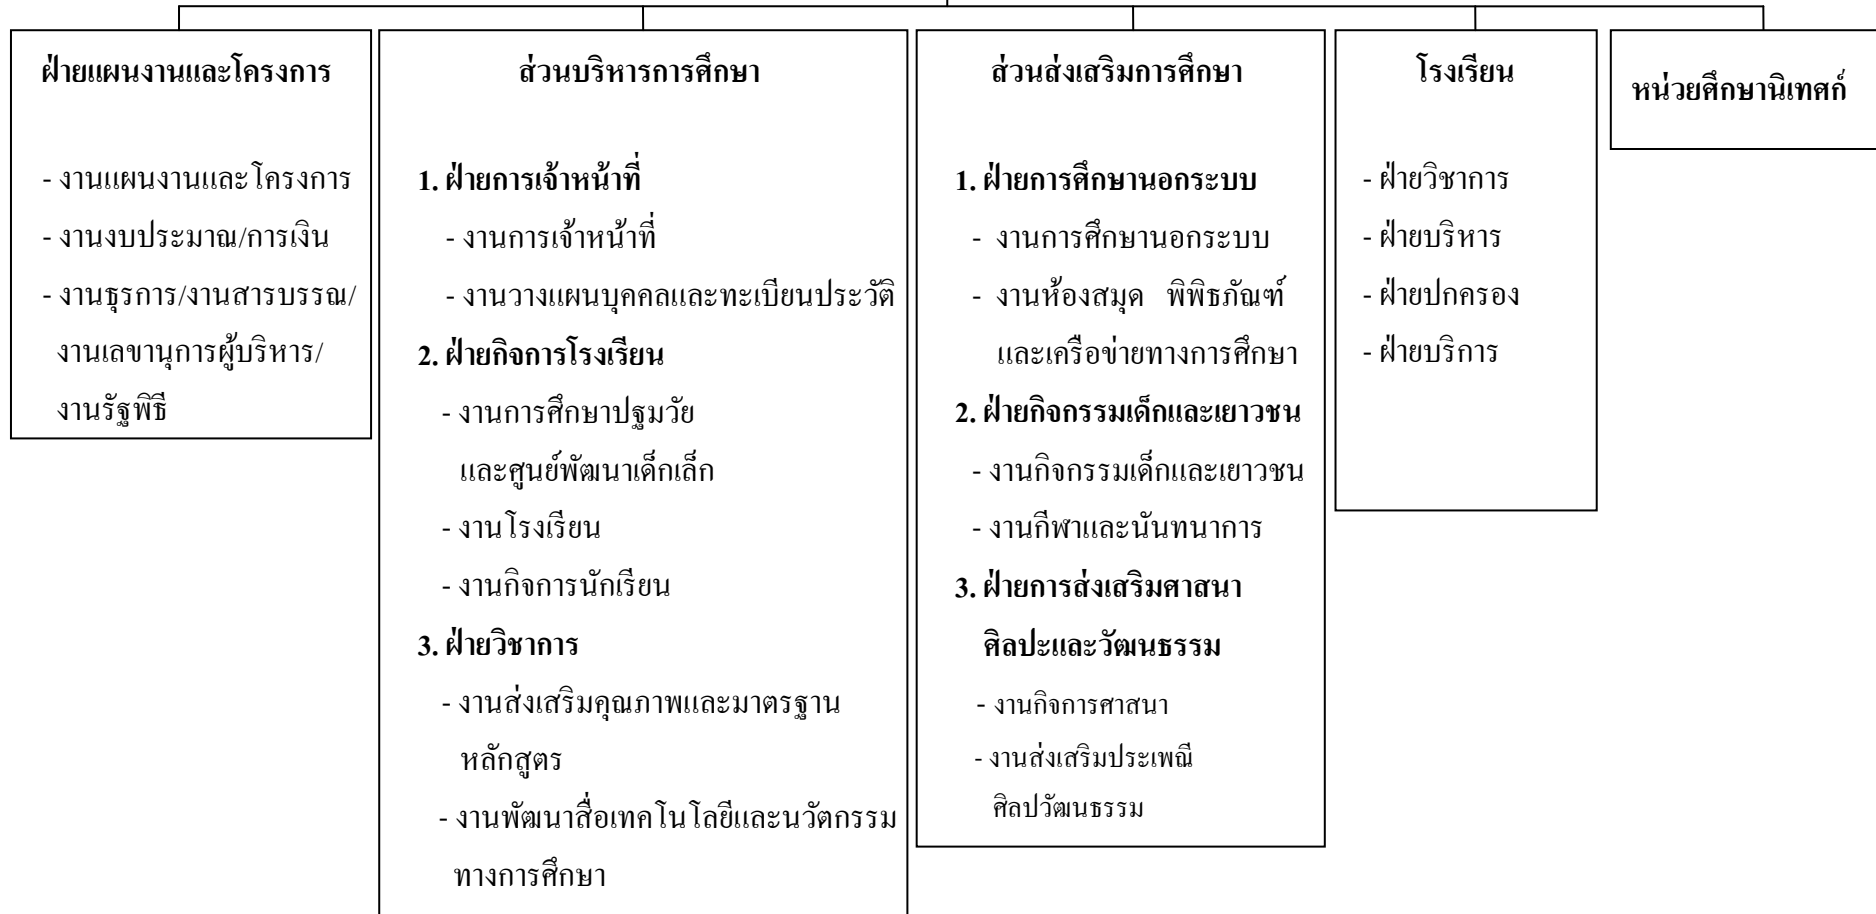 ฝ่ายแผนงานและโครงการ
- งานแผนงานและโครงการ
- งานงบประมาณ/การเงิน
- งานธุรการ/งานสารบรรณ/
งานเลขานุการผู้บริหาร/
งานรัฐพิธี
ส่วนบริหารการศึกษา
1. ฝ่ายการเจ้าหน้าที่
- งานการเจ้าหน้าที่
- งานวางแผนบุคคลและทะเบียนประวัติ
2. ฝ่ายกิจการโรงเรียน
- งานการศึกษาปฐมวัย
และศูนย์พัฒนาเด็กเล็ก
- งานโรงเรียน
- งานกิจการนักเรียน
3. ฝ่ายวิชาการ
- งานส่งเสริมคุณภาพและมาตรฐาน
หลักสูตร
- งานพัฒนาสื่อเทคโนโลยีและนวัตกรรม
ทางการศึกษา
ส่วนส่งเสริมการศึกษา
1. ฝ่ายการศึกษานอกระบบ
- งานการศึกษานอกระบบ
- งานห้องสมุด พิพิธภัณฑ์
และเครือข่ายทางการศึกษา
2. ฝ่ายกิจกรรมเด็กและเยาวชน
- งานกิจกรรมเด็กและเยาวชน
- งานกีฬาและนันทนาการ
3. ฝ่ายการส่งเสริมศาสนา
ศิลปะและวัฒนธรรม
- งานกิจการศาสนา
- งานส่งเสริมประเพณี
ศิลปวัฒนธรรม
โรงเรียน
- ฝ่ายวิชาการ
- ฝ่ายบริหาร
- ฝ่ายปกครอง
- ฝ่ายบริการ
หน่วยศึกษานิเทศก์